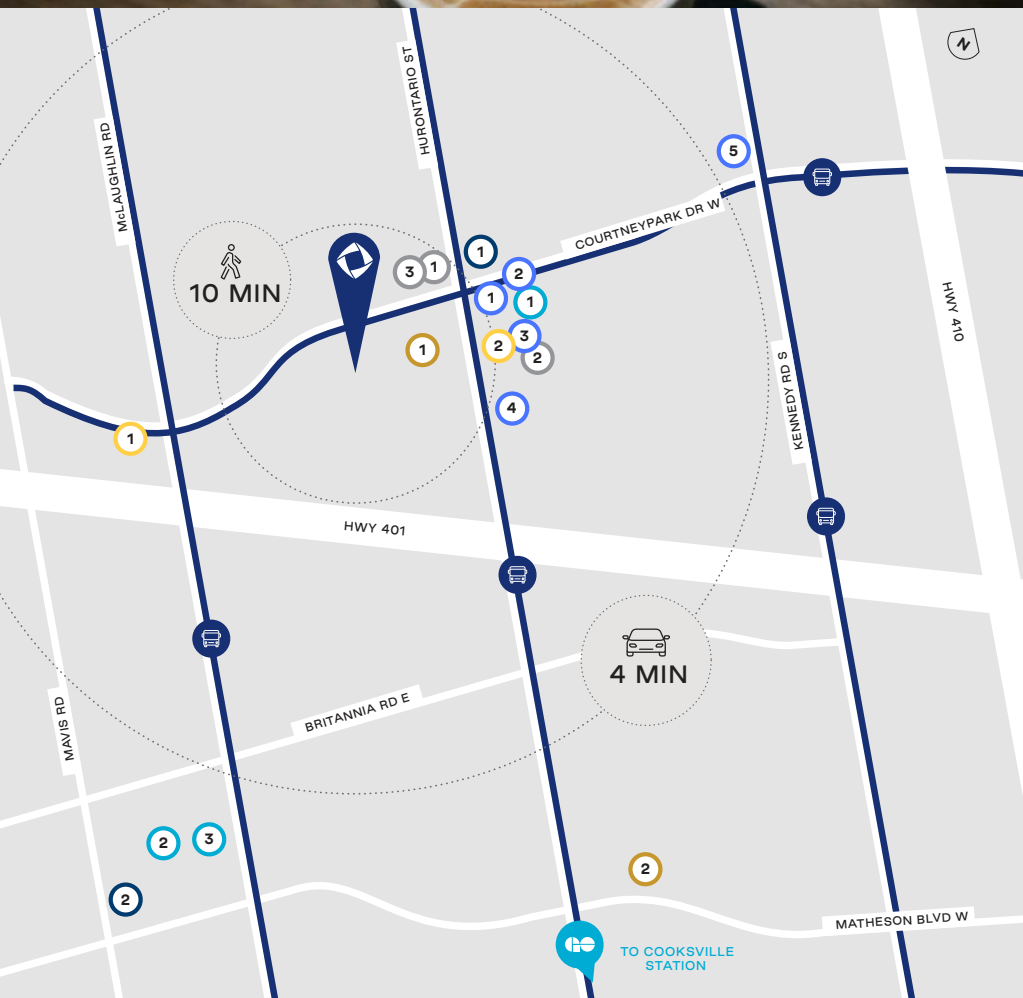 N
HURONTARIO ST
McLAUGHLIN RD
5
COURTNEYPARK DR W
1
3
1
2
10 MIN
1
1
HWY 410
3
2
2
1
KENNEDY RD S
4
1
HWY 401
4 MIN
BRITANNIA RD E
MAVIS RD
2
3
2
2
MATHESON BLVD W
GO
TO COOKSVILLE
STATION